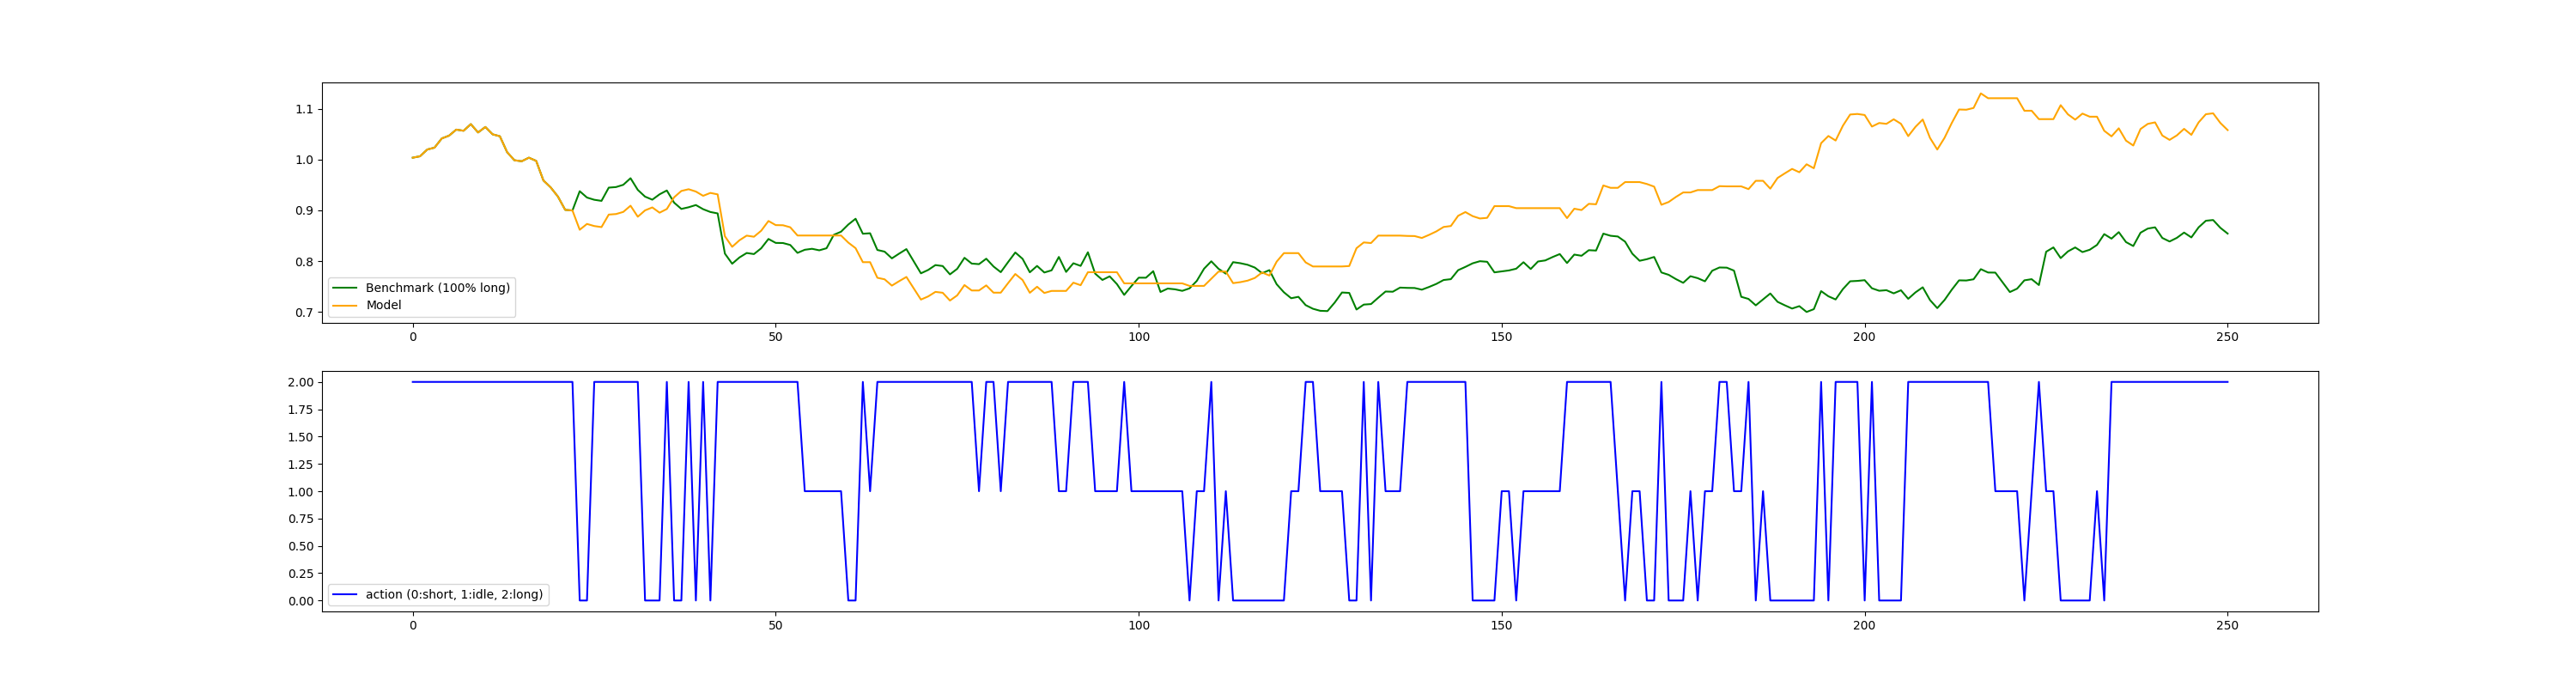 1.1
1.0
0.9
0.8
0.7
Benchmark (100% long)
Model
0 50 100 150 200 250
2.00
1.75
1.50
1.25
1.00
0.75
0.50
0.25
0.00
action (0:short, 1:idle, 2:long)
0 50 100 150 200 250